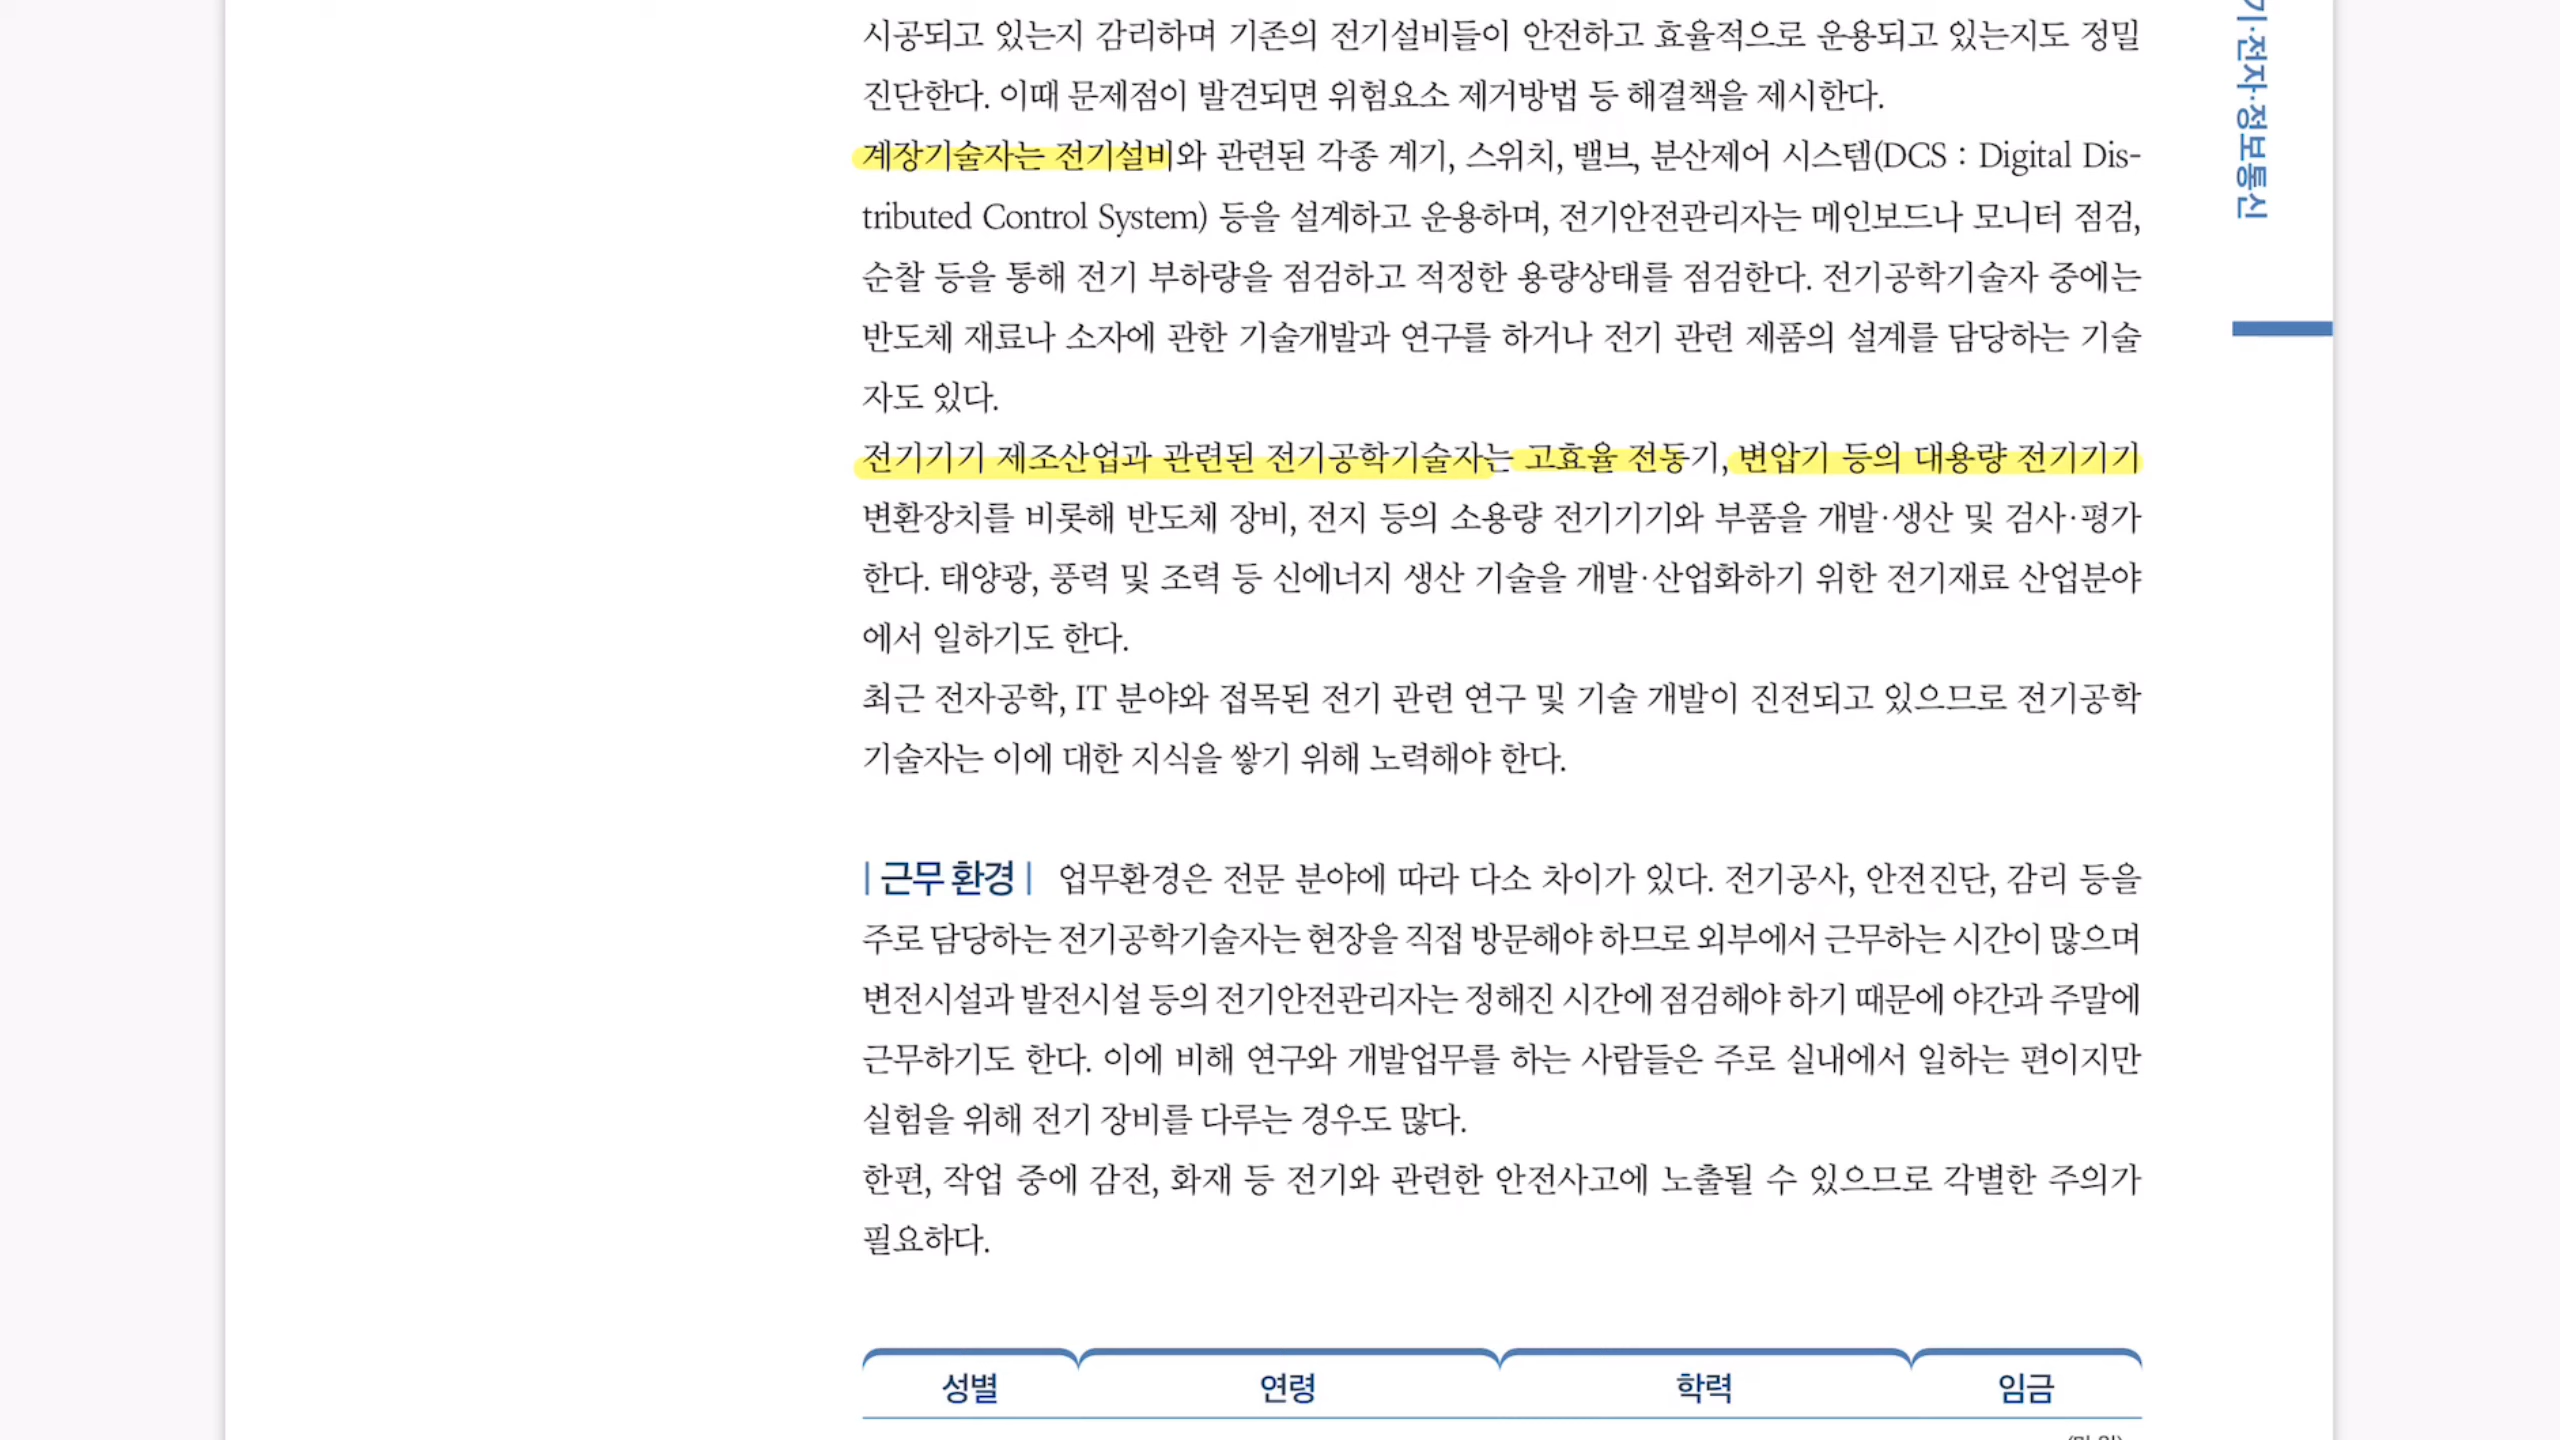 시공되고 있는지 감리하며 기존의 전기설비들이 안전하고 효율적으로 운용되고 있는지도 정밀
진단한다. 이때 문제점이 발견되면 위험요소 제거방법 등 해결책을 제시한다.
계장기술자는 전기설비와 관련된 각종 계기, 스위치, 밸브, 분산제어 시스템(DCS : Digital Dis-
tributed Control System) 등을 설계하고 운용하며, 전기안전관리자는 메인보드나 모니터 점검,
순찰 등을 통해 전기 부하량을 점검하고 적정한 용량상태를 점검한다. 전기공학기술자 중에는
반도체 재료나 소자에 관한 기술개발과 연구를 하거나 전기 관련 제품의 설계를 담당하는 기술
자도 있다.
전기기기 제조산업과 관련된 전기공학기술자는 고효율 전동기, 변압기 등의 대용량 전기기기
변환장치를 비롯해 반도체 장비, 전지 등의 소용량 전기기기와 부품을 개발·생산 및 검사·평가
한다. 태양광, 풍력 및 조력 등 신에너지 생산 기술을 개발·산업화하기 위한 전기재료 산업분야
에서 일하기도 한다.
최근 전자공학, IT 분야와 접목된 전기 관련 연구 및 기술 개발이 진전되고 있으므로 전기공학
기술자는 이에 대한 지식을 쌓기 위해 노력해야 한다.
| 근무 환경 | 업무환경은 전문 분야에 따라 다소 차이가 있다. 전기공사, 안전진단, 감리 등을
주로 담당하는 전기공학기술자는 현장을 직접 방문해야 하므로 외부에서 근무하는 시간이 많으며
변전시설과 발전시설 등의 전기안전관리자는 정해진 시간에 점검해야 하기 때문에 야간과 주말에
근무하기도 한다. 이에 비해 연구와 개발업무를 하는 사람들은 주로 실내에서 일하는 편이지만
실험을 위해 전기 장비를 다루는 경우도 많다.
한편, 작업 중에 감전, 화재 등 전기와 관련한 안전사고에 노출될 수 있으므로 각별한 주의가
필요하다.
성별 연령 학력 임금
기·전자·정보통신